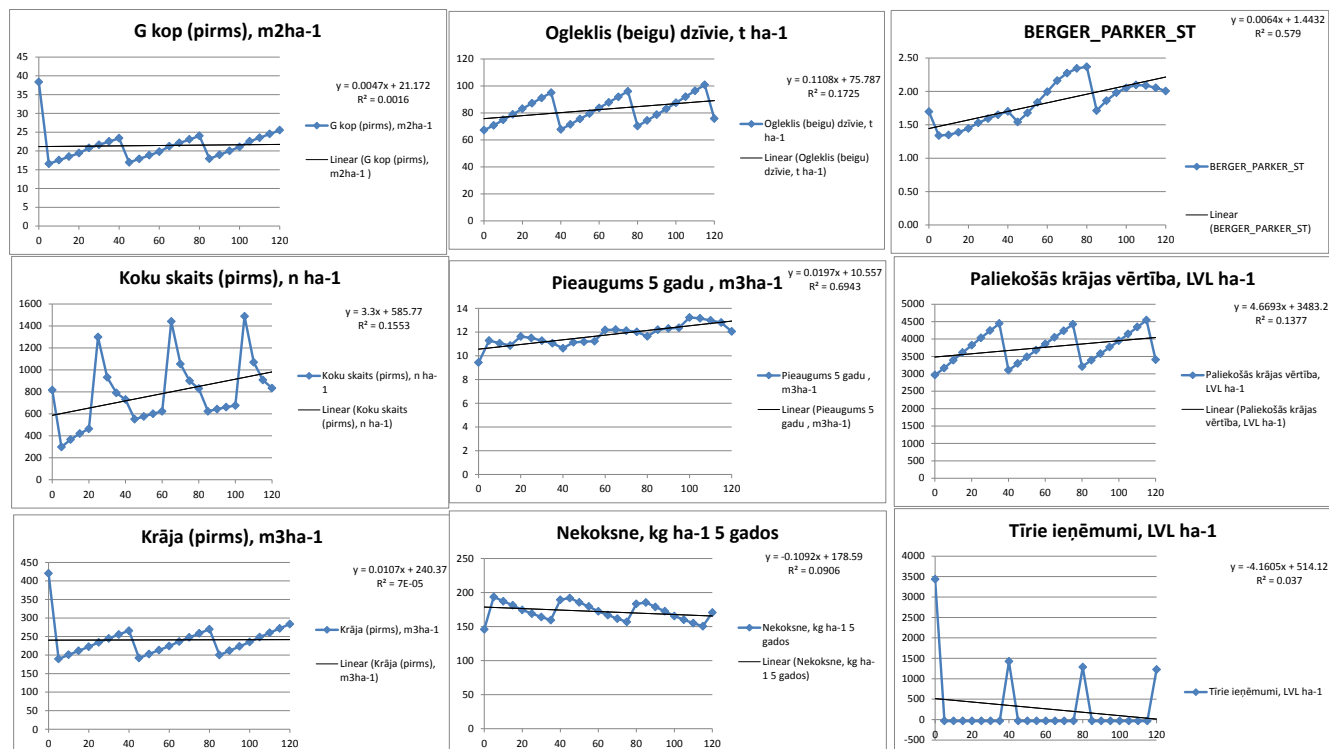 G kop (pirms), m2ha-1
y = 0.0047x + 21.172
R² = 0.0016
45
40
35
30
25
20
15
10
5
0
0 20 40 60 80 100 120
G kop (pirms), m2ha-1
Linear (G kop (pirms),
m2ha-1 )
Ogleklis (beigu) dzīvie, t ha-1
y = 0.1108x + 75.787
R² = 0.1725
120
100
80
60
40
20
0
0 20 40 60 80 100 120
Ogleklis (beigu) dzīvie, t
ha-1
Linear (Ogleklis (beigu)
dzīvie, t ha-1)
BERGER_PARKER_ST
y = 0.0064x + 1.4432
R² = 0.579
2.50
2.00
1.50
1.00
0.50
0.00
0 20 40 60 80 100 120
BERGER_PARKER_ST
Linear
(BERGER_PARKER_ST)
Koku skaits (pirms), n ha-1
y = 3.3x + 585.77
R² = 0.1553
1600
1400
1200
1000
800
600
400
200
0
0 20 40 60 80 100 120
Koku skaits (pirms), n ha-
1
Linear (Koku skaits
(pirms), n ha-1)
Pieaugums 5 gadu , m3ha-1
y = 0.0197x + 10.557
R² = 0.6943
14
12
10
8
6
4
2
0
0 20 40 60 80 100 120
Pieaugums 5 gadu ,
m3ha-1
Linear (Pieaugums 5
gadu , m3ha-1)
Paliekošās krājas vērtība, LVL ha-1
y = 4.6693x + 3483.2
R² = 0.1377
5000
4500
4000
3500
3000
2500
2000
1500
1000
500
0
0 20 40 60 80 100 120
Paliekošās krājas vērtība,
LVL ha-1
Linear (Paliekošās krājas
vērtība, LVL ha-1)
Krāja (pirms), m3ha-1
y = 0.0107x + 240.37
R² = 7E-05
450
400
350
300
250
200
150
100
50
0
0 20 40 60 80 100 120
Krāja (pirms), m3ha-1
Linear (Krāja (pirms),
m3ha-1)
Nekoksne, kg ha-1 5 gados
y = -0.1092x + 178.59
R² = 0.0906
250
200
150
100
50
0
0 20 40 60 80 100 120
Nekoksne, kg ha-1 5
gados
Linear (Nekoksne, kg ha-
1 5 gados)
Tīrie ieņēmumi, LVL ha-1
y = -4.1605x + 514.12
R² = 0.037
4000
3500
3000
2500
2000
1500
1000
500
0
-500
0 20 40 60 80 100 120
Tīrie ieņēmumi, LVL ha-1